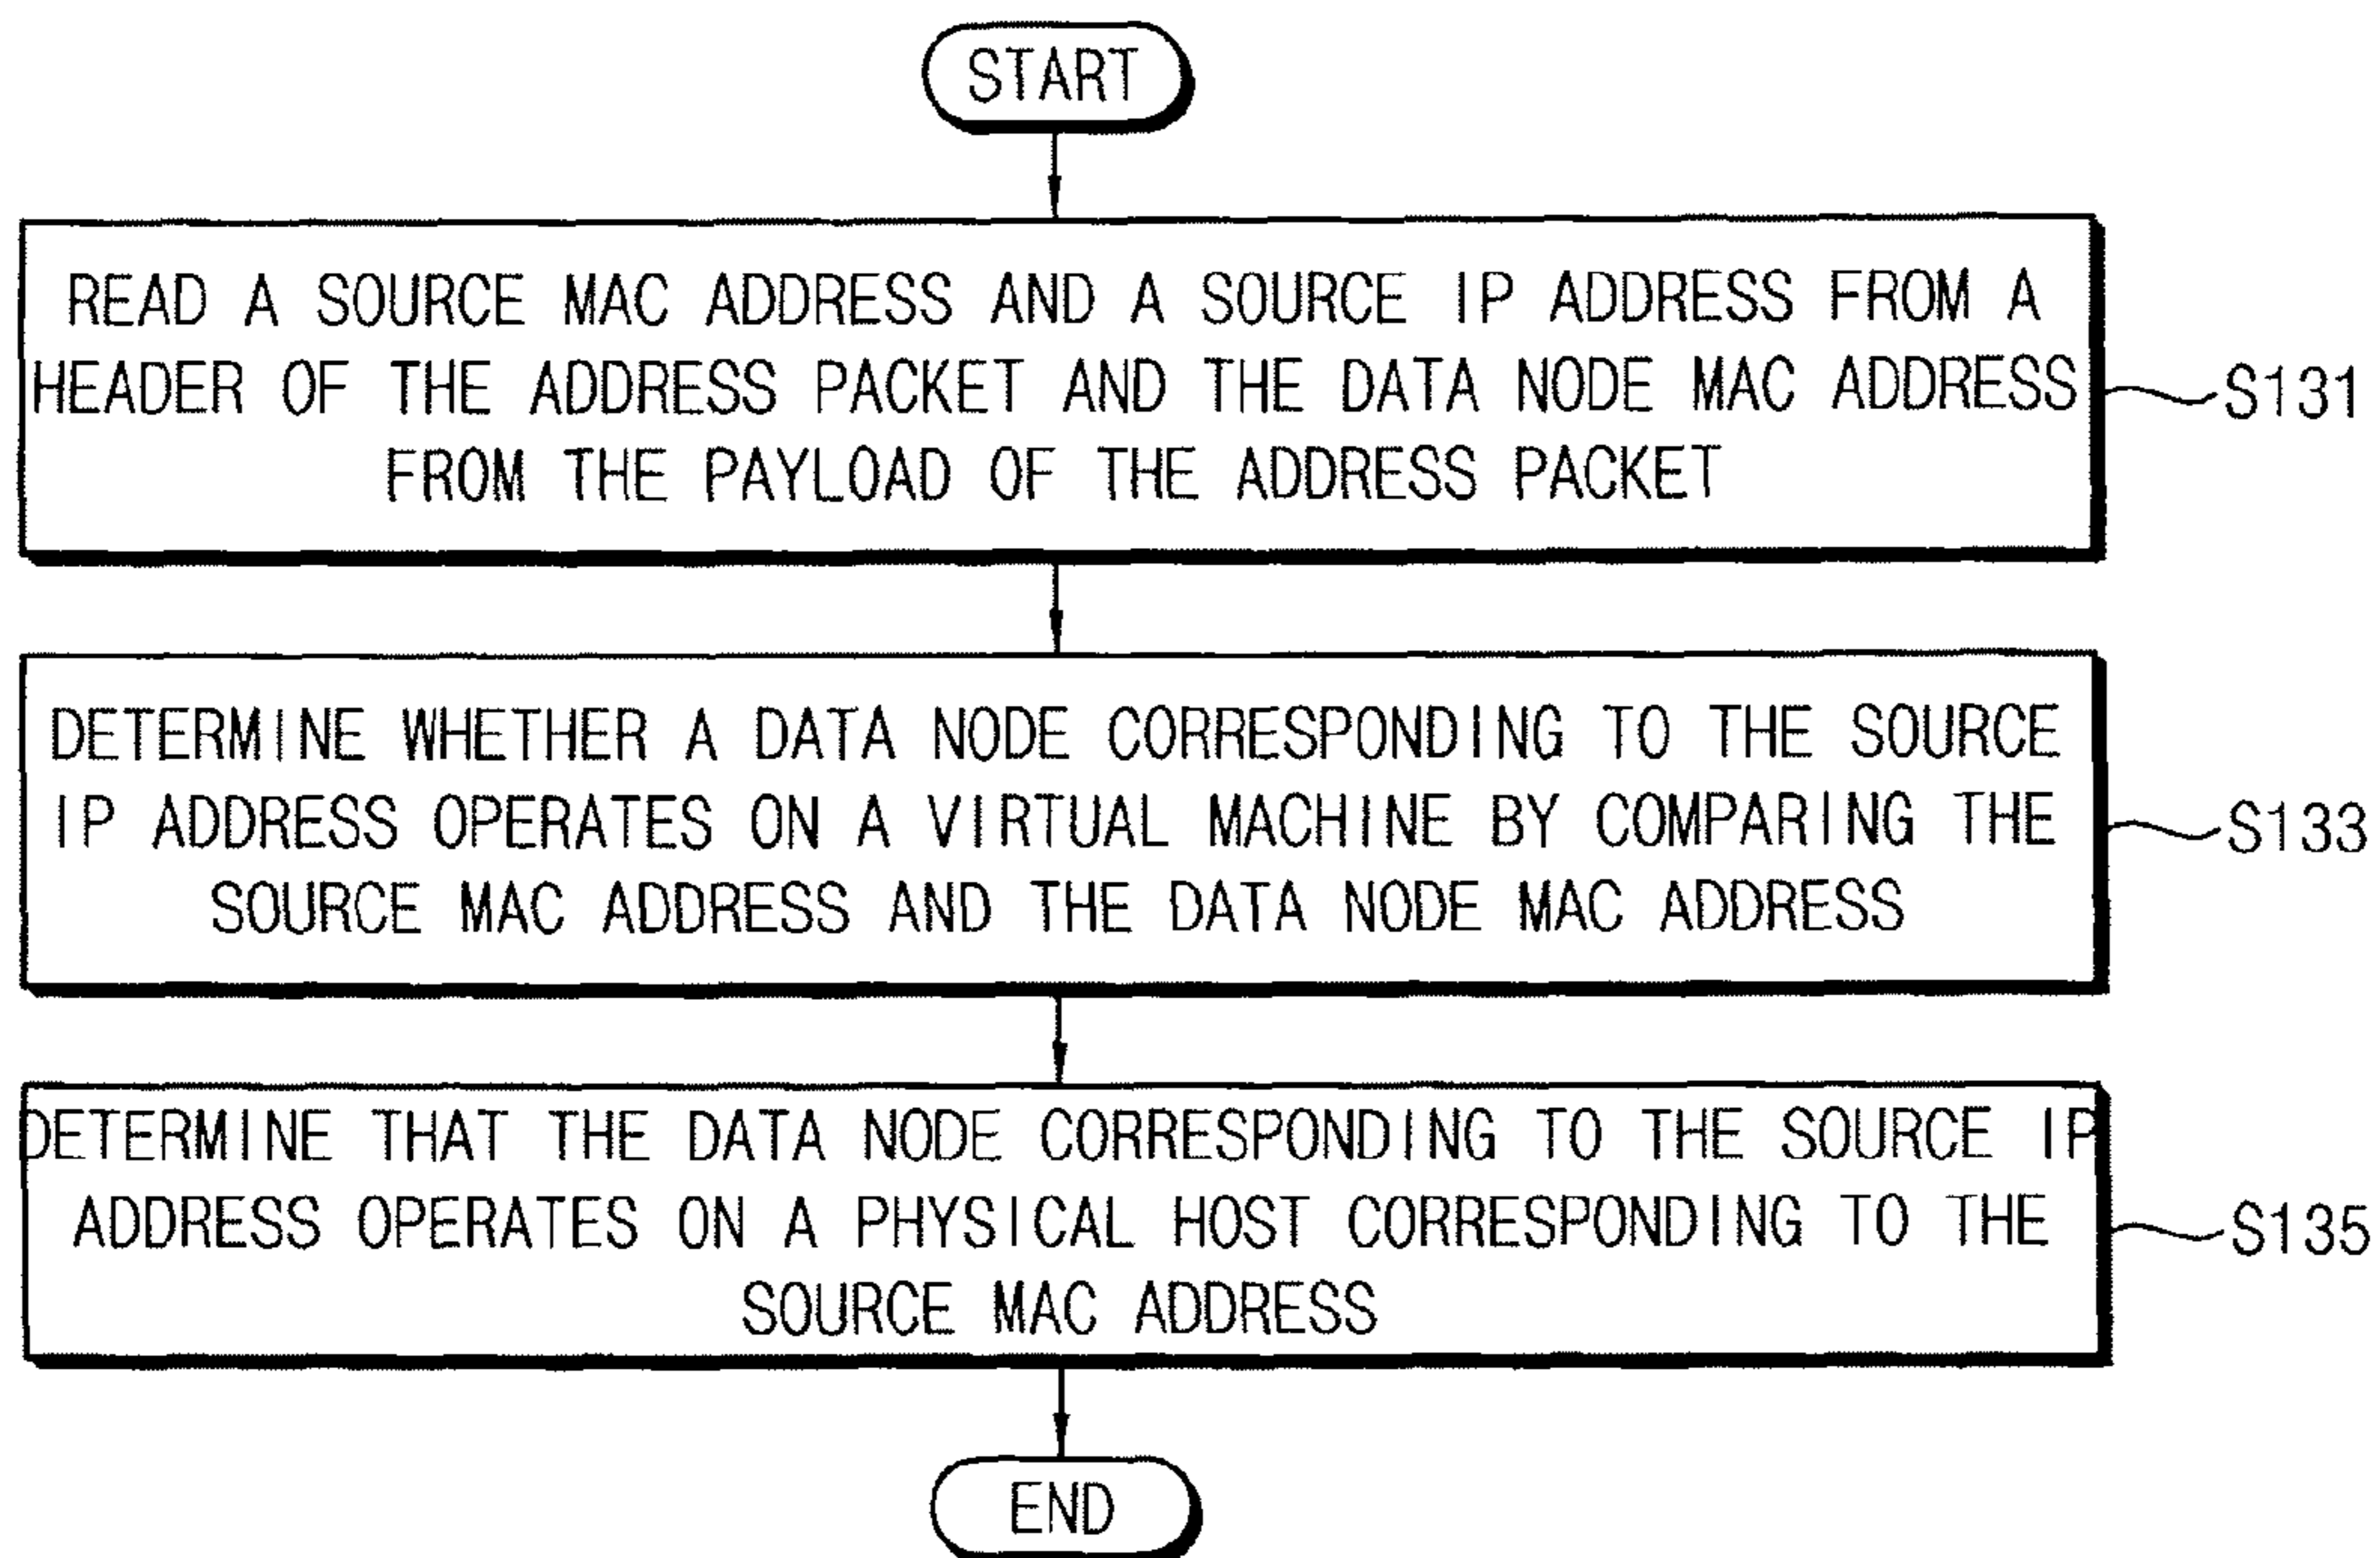 START
READ A SOURCE MAC ADDRESS AND A SOURCE IP ADDRESS FROM A
HEADER OF THE ADDRESS PACKET AND THE DATA NODE MAC ADDRESS
FROM THE PAYLOAD OF THE ADDRESS PACKET
S131
DETERMINE WHETHER A DATA NODE CORRESPONDING TO THE SOURCE
IP ADDRESS OPERATES ON A VIRTUAL MACHINE BY COMPARING THE
SOURCE MAC ADDRESS AND THE DATA NODE MAC ADDRESS
S133
DETERMINE THAT THE DATA NODE CORRESPONDING TO THE SOURCE IP
ADDRESS OPERATES ON A PHYSICAL HOST CORRESPONDING TO THE
SOURCE MAC ADDRESS
S135
END